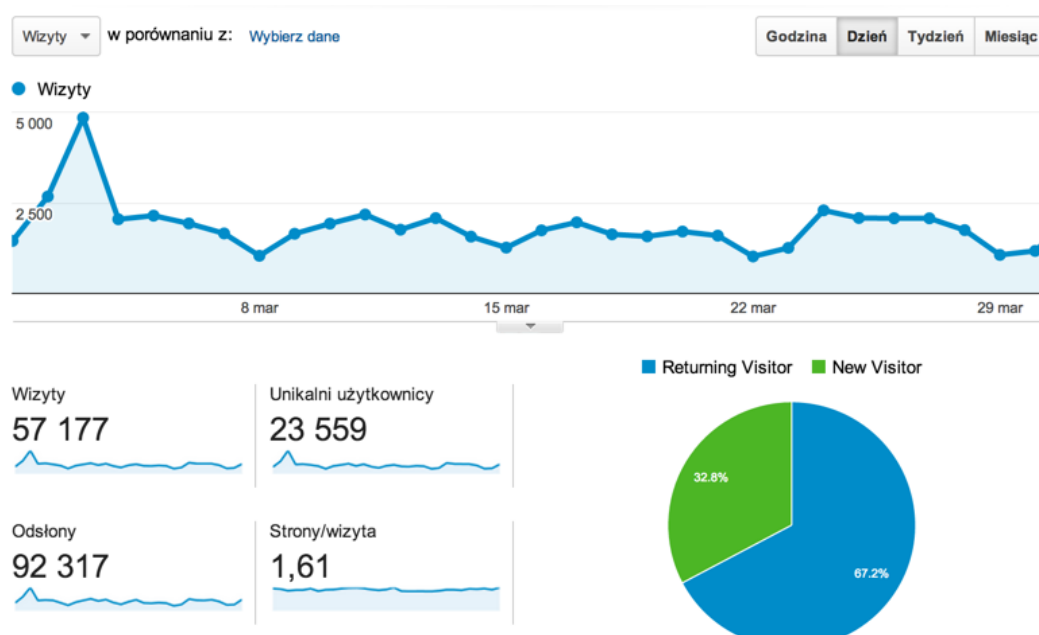 Wizyty w porównaniu z: Wybierz dane Godzina Dzień Tydzień Miesiąc
Wizyty
5 000
2 500
8 mar 15 mar 22 mar 29 mar
Returning Visitor New Visitor
Wizyty Unikalni użytkownicy
57 177 23 559
32.8%
Odsłony Strony/wizyta
92 317 1,61
67.2%